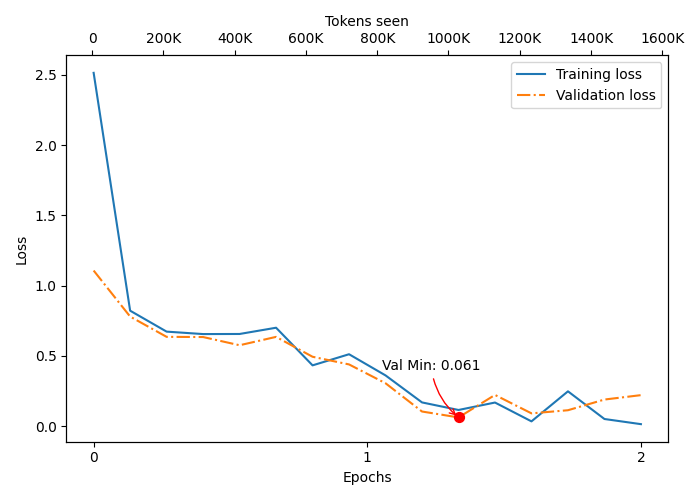 Tokens seen
0 200K 400K 600K 800K 1000K 1200K 1400K 1600K
Training loss
Validation loss
2.5
2.0
1.5
1.0
0.5
0.0
Loss
Val Min: 0.061
0 1 2
Epochs